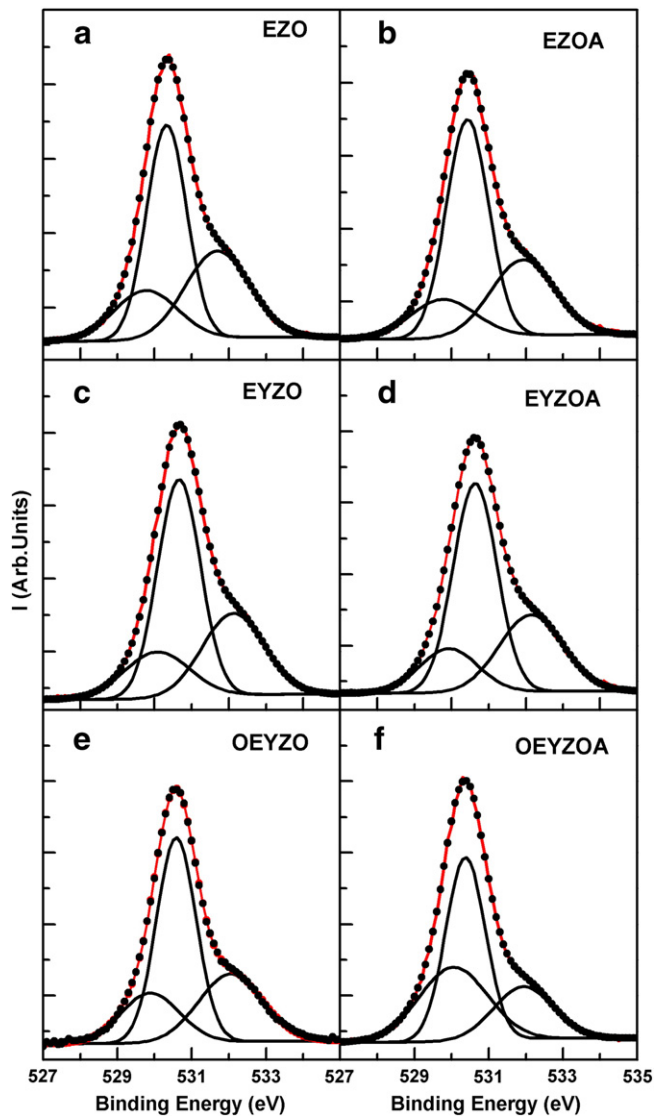 a EZO
b EZOA
c EYZO
d EYZOA
e OEYZO
f OEYZOA
I (Arb.Units)
527 529 531 533 527 529 531 533 535
Binding Energy (eV) Binding Energy (eV)